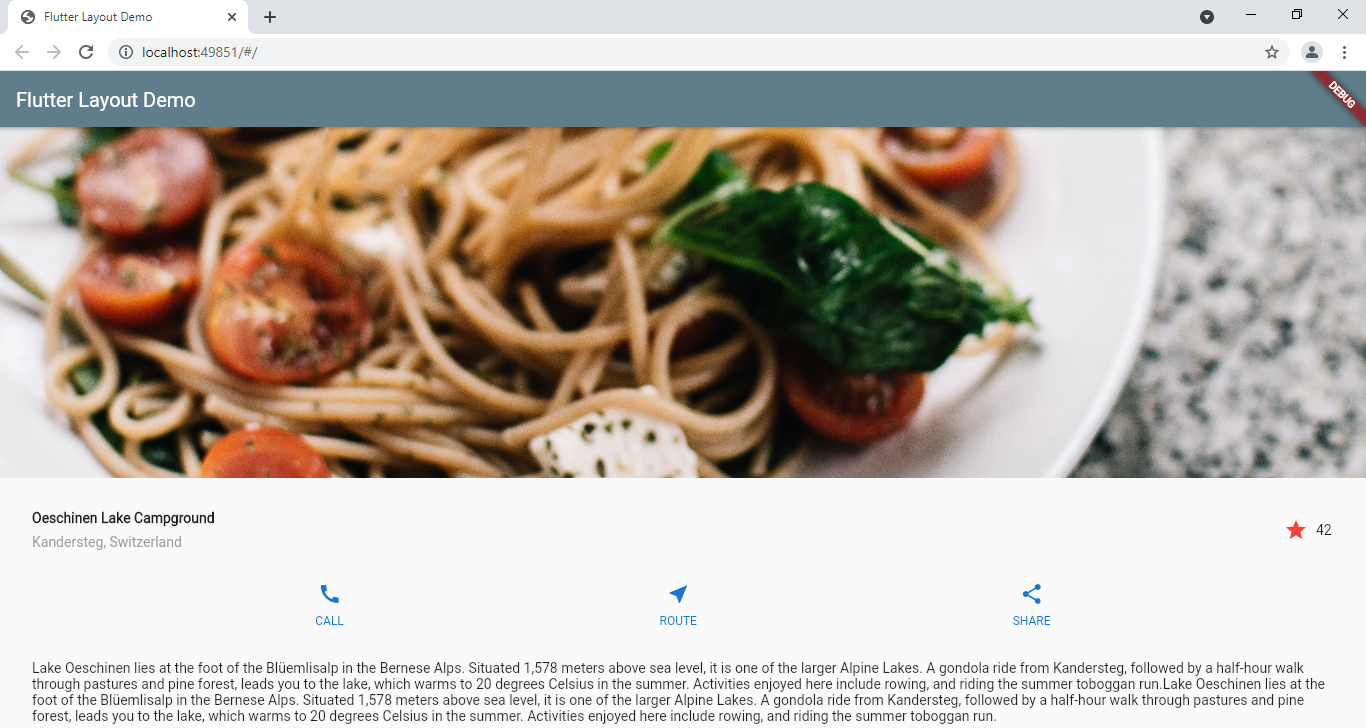 Flutter Layout Demo
localhost:49851/#/
Flutter Layout Demo
DEBUG
Oeschinen Lake Campground
Kandersteg, Switzerland
42
CALL ROUTE SHARE
Lake Oeschinen lies at the foot of the Blüemlisalp in the Bernese Alps. Situated 1,578 meters above sea level, it is one of the larger Alpine Lakes. A gondola ride from Kandersteg, followed by a half-hour walk
through pastures and pine forest, leads you to the lake, which warms to 20 degrees Celsius in the summer. Activities enjoyed here include rowing, and riding the summer toboggan run.Lake Oeschinen lies at the
foot of the Blüemlisalp in the Bernese Alps. Situated 1,578 meters above sea level, it is one of the larger Alpine Lakes. A gondola ride from Kandersteg, followed by a half-hour walk through pastures and pine
forest, leads you to the lake, which warms to 20 degrees Celsius in the summer. Activities enjoyed here include rowing, and riding the summer toboggan run.